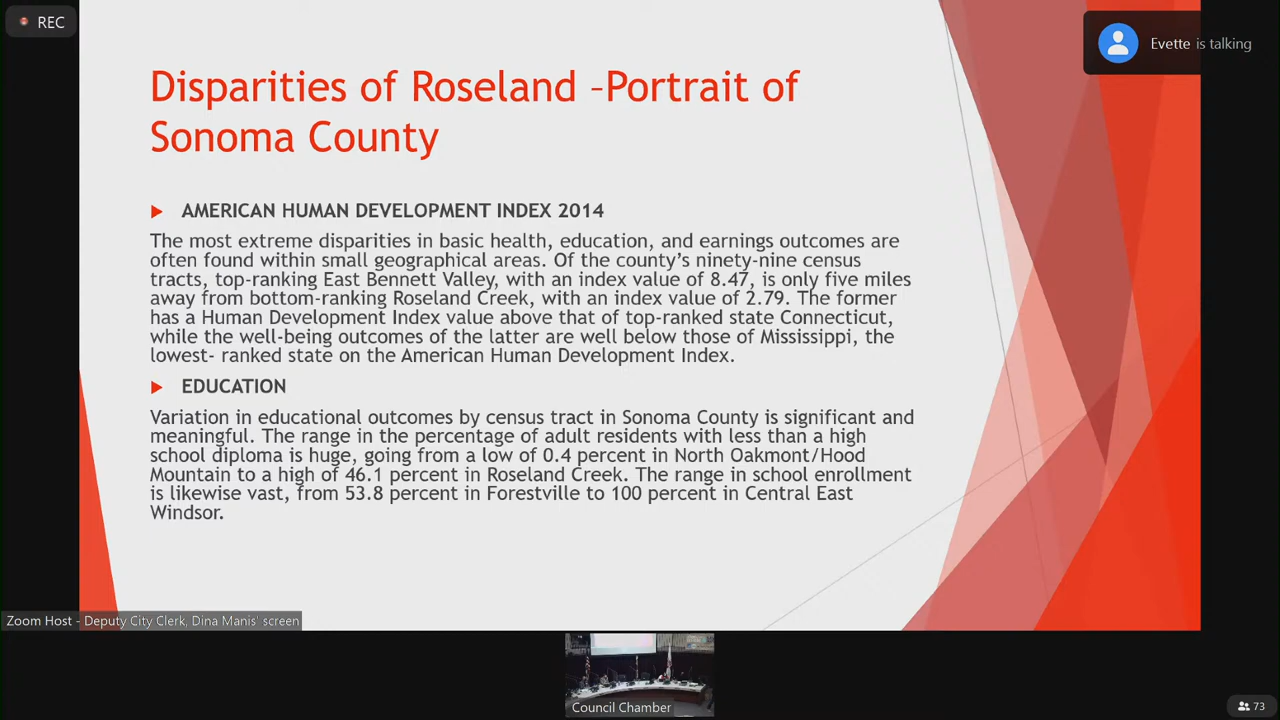 REC
Evette is talking
Disparities of Roseland –Portrait of
Sonoma County
AMERICAN HUMAN DEVELOPMENT INDEX 2014
The most extreme disparities in basic health, education, and earnings outcomes are
often found within small geographical areas. Of the county's ninety-nine census
tracts, top-ranking East Bennett Valley, with an index value of 8.47, is only five miles
away from bottom-ranking Roseland Creek, with an index value of 2.79. The former
has a Human Development Index value above that of top-ranked state Connecticut,
while the well-being outcomes of the latter are well below those of Mississippi, the
lowest- ranked state on the American Human Development Index.
EDUCATION
Variation in educational outcomes by census tract in Sonoma County is significant and
meaningful. The range in the percentage of adult residents with less than a high
school diploma is huge, going from a low of 0.4 percent in North Oakmont/Hood
Mountain to a high of 46.1 percent in Roseland Creek. The range in school enrollment
is likewise vast, from 53.8 percent in Forestville to 100 percent in Central East
Windsor.
Zoom Host - Deputy City Clerk, Dina Manis' screen
Council Chamber
73